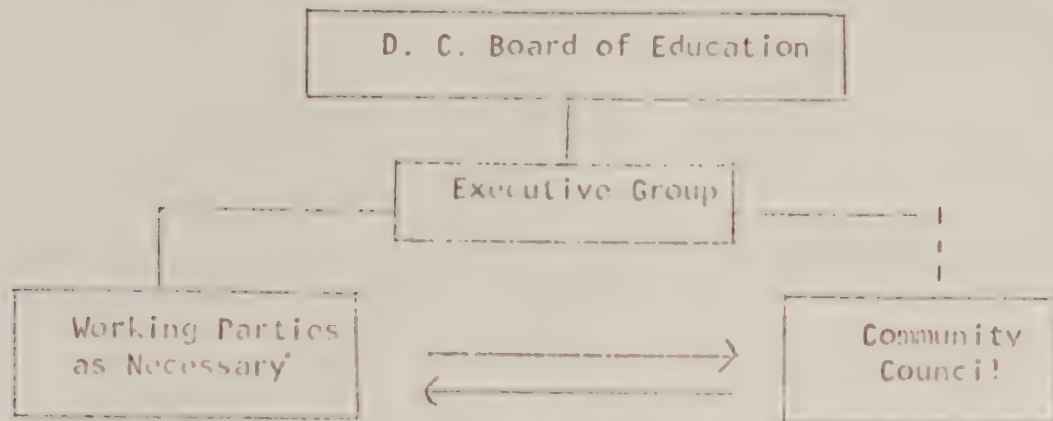 D. C. Board of Education
Executive Group
Working Parties
as Necessary
Community
Council